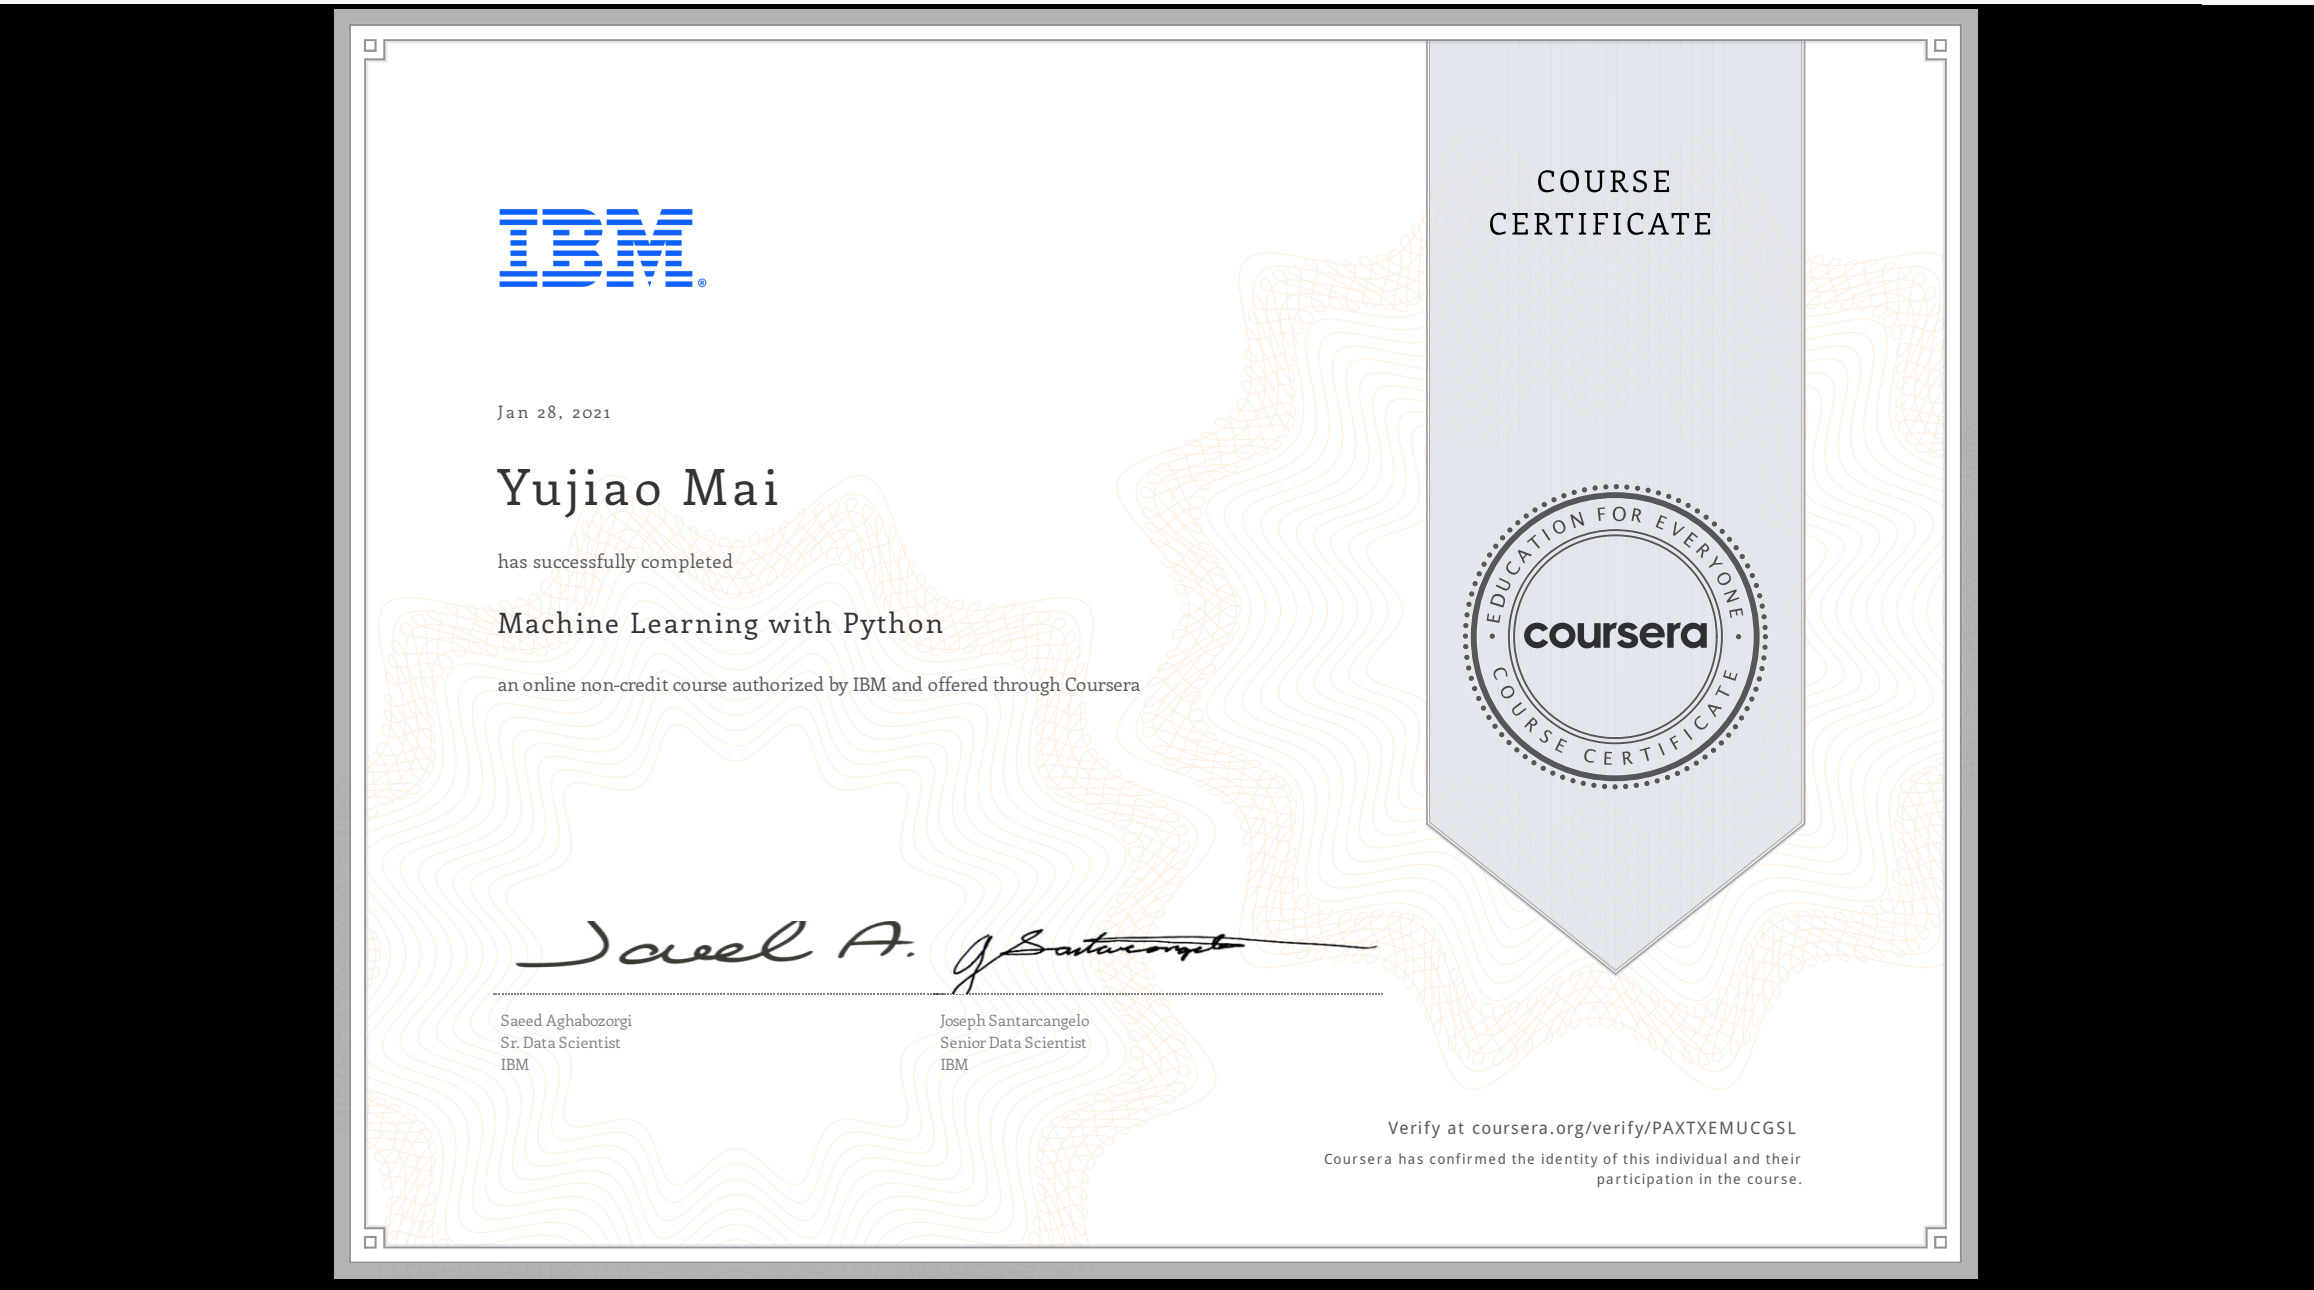 IBM®
COURSE
CERTIFICATE
Jan 28, 2021
Yujiao Mai
has successfully completed
Machine Learning with Python
an online non-credit course authorized by IBM and offered through Coursera
EDUCATION FOR EVERYONE
coursera
COURSE CERTIFICATE
Saeed A.
J Santarcangelo
Saeed Aghabozorgi
Sr. Data Scientist
IBM
Joseph Santarcangelo
Senior Data Scientist
IBM
Verify at coursera.org/verify/PAXTXEMUCGSL
Coursera has confirmed the identity of this individual and their
participation in the course.